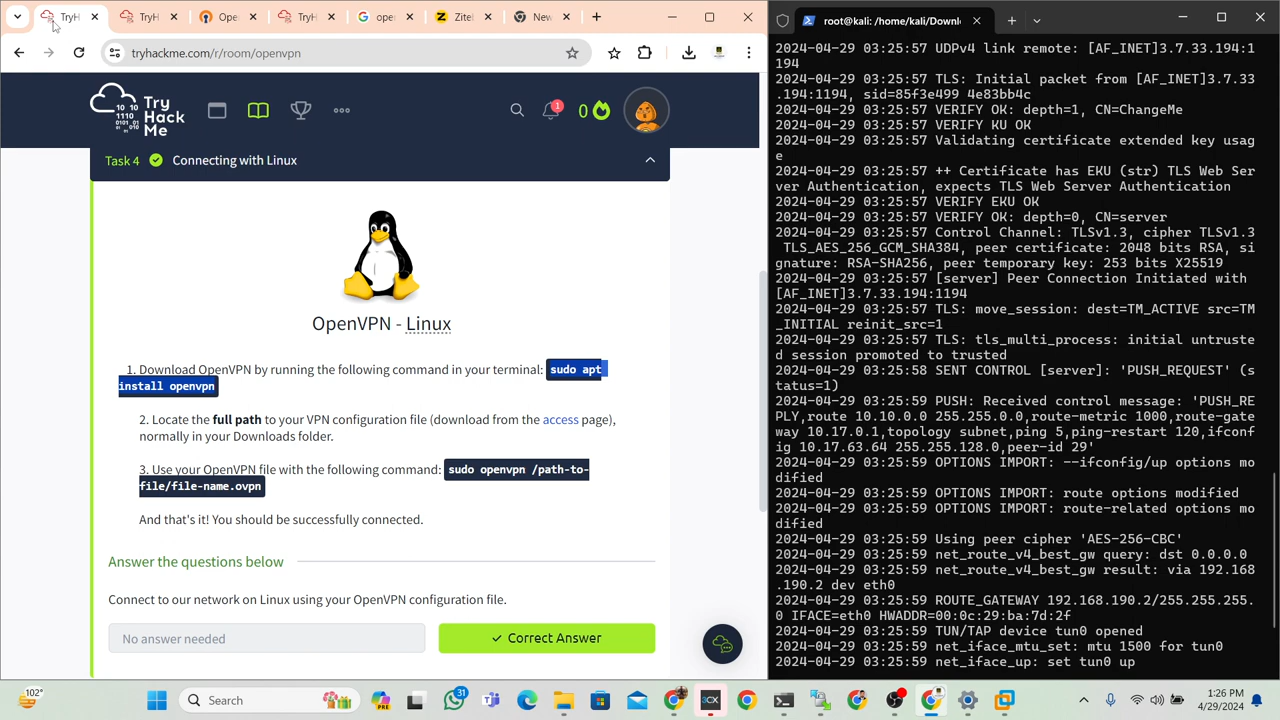 TryH
TryH
Ope
TryH
oper
Zitel
New
root@kali: /home/kali/Downl
tryhackme.com/r/room/openvpn
10
1110
0101
01
Try
Hack
Me
1
0
Task 4
Connecting with Linux
OpenVPN - Linux
1. Download OpenVPN by running the following command in your terminal: sudo apt
install openvpn
2. Locate the full path to your VPN configuration file (download from the access page),
normally in your Downloads folder.
3. Use your OpenVPN file with the following command: sudo openvpn /path-to-
file/file-name.ovpn
And that's it! You should be successfully connected.
Answer the questions below
Connect to our network on Linux using your OpenVPN configuration file.
No answer needed
✓ Correct Answer
2024-04-29 03:25:57 UDPv4 link remote: [AF_INET]3.7.33.194:1
194
2024-04-29 03:25:57 TLS: Initial packet from [AF_INET]3.7.33
.194:1194, sid=85f3e499 4e83bb4c
2024-04-29 03:25:57 VERIFY OK: depth=1, CN=ChangeMe
2024-04-29 03:25:57 VERIFY KU OK
2024-04-29 03:25:57 Validating certificate extended key usag
e
2024-04-29 03:25:57 ++ Certificate has EKU (str) TLS Web Ser
ver Authentication, expects TLS Web Server Authentication
2024-04-29 03:25:57 VERIFY EKU OK
2024-04-29 03:25:57 VERIFY OK: depth=0, CN=server
2024-04-29 03:25:57 Control Channel: TLSv1.3, cipher TLSv1.3
TLS_AES_256_GCM_SHA384, peer certificate: 2048 bits RSA, si
gnature: RSA-SHA256, peer temporary key: 253 bits X25519
2024-04-29 03:25:57 [server] Peer Connection Initiated with
[AF_INET]3.7.33.194:1194
2024-04-29 03:25:57 TLS: move_session: dest=TM_ACTIVE src=TM
_INITIAL reinit_src=1
2024-04-29 03:25:57 TLS: tls_multi_process: initial untruste
d session promoted to trusted
2024-04-29 03:25:58 SENT CONTROL [server]: 'PUSH_REQUEST' (s
tatus=1)
2024-04-29 03:25:59 PUSH: Received control message: 'PUSH_RE
PLY,route 10.10.0.0 255.255.0.0,route-metric 1000,route-gate
way 10.17.0.1,topology subnet,ping 5,ping-restart 120,ifconf
ig 10.17.63.64 255.255.128.0,peer-id 29'
2024-04-29 03:25:59 OPTIONS IMPORT: --ifconfig/up options mo
dified
2024-04-29 03:25:59 OPTIONS IMPORT: route options modified
2024-04-29 03:25:59 OPTIONS IMPORT: route-related options mo
dified
2024-04-29 03:25:59 Using peer cipher 'AES-256-CBC'
2024-04-29 03:25:59 net_route_v4_best_gw query: dst 0.0.0.0
2024-04-29 03:25:59 net_route_v4_best_gw result: via 192.168
.190.2 dev eth0
2024-04-29 03:25:59 ROUTE_GATEWAY 192.168.190.2/255.255.255.
0 IFACE=eth0 HWADDR=00:0c:29:ba:7d:2f
2024-04-29 03:25:59 TUN/TAP device tun0 opened
2024-04-29 03:25:59 net_iface_mtu_set: mtu 1500 for tun0
2024-04-29 03:25:59 net_iface_up: set tun0 up
102°
Search
PRE
31
3CX
1:26 PM
4/29/2024